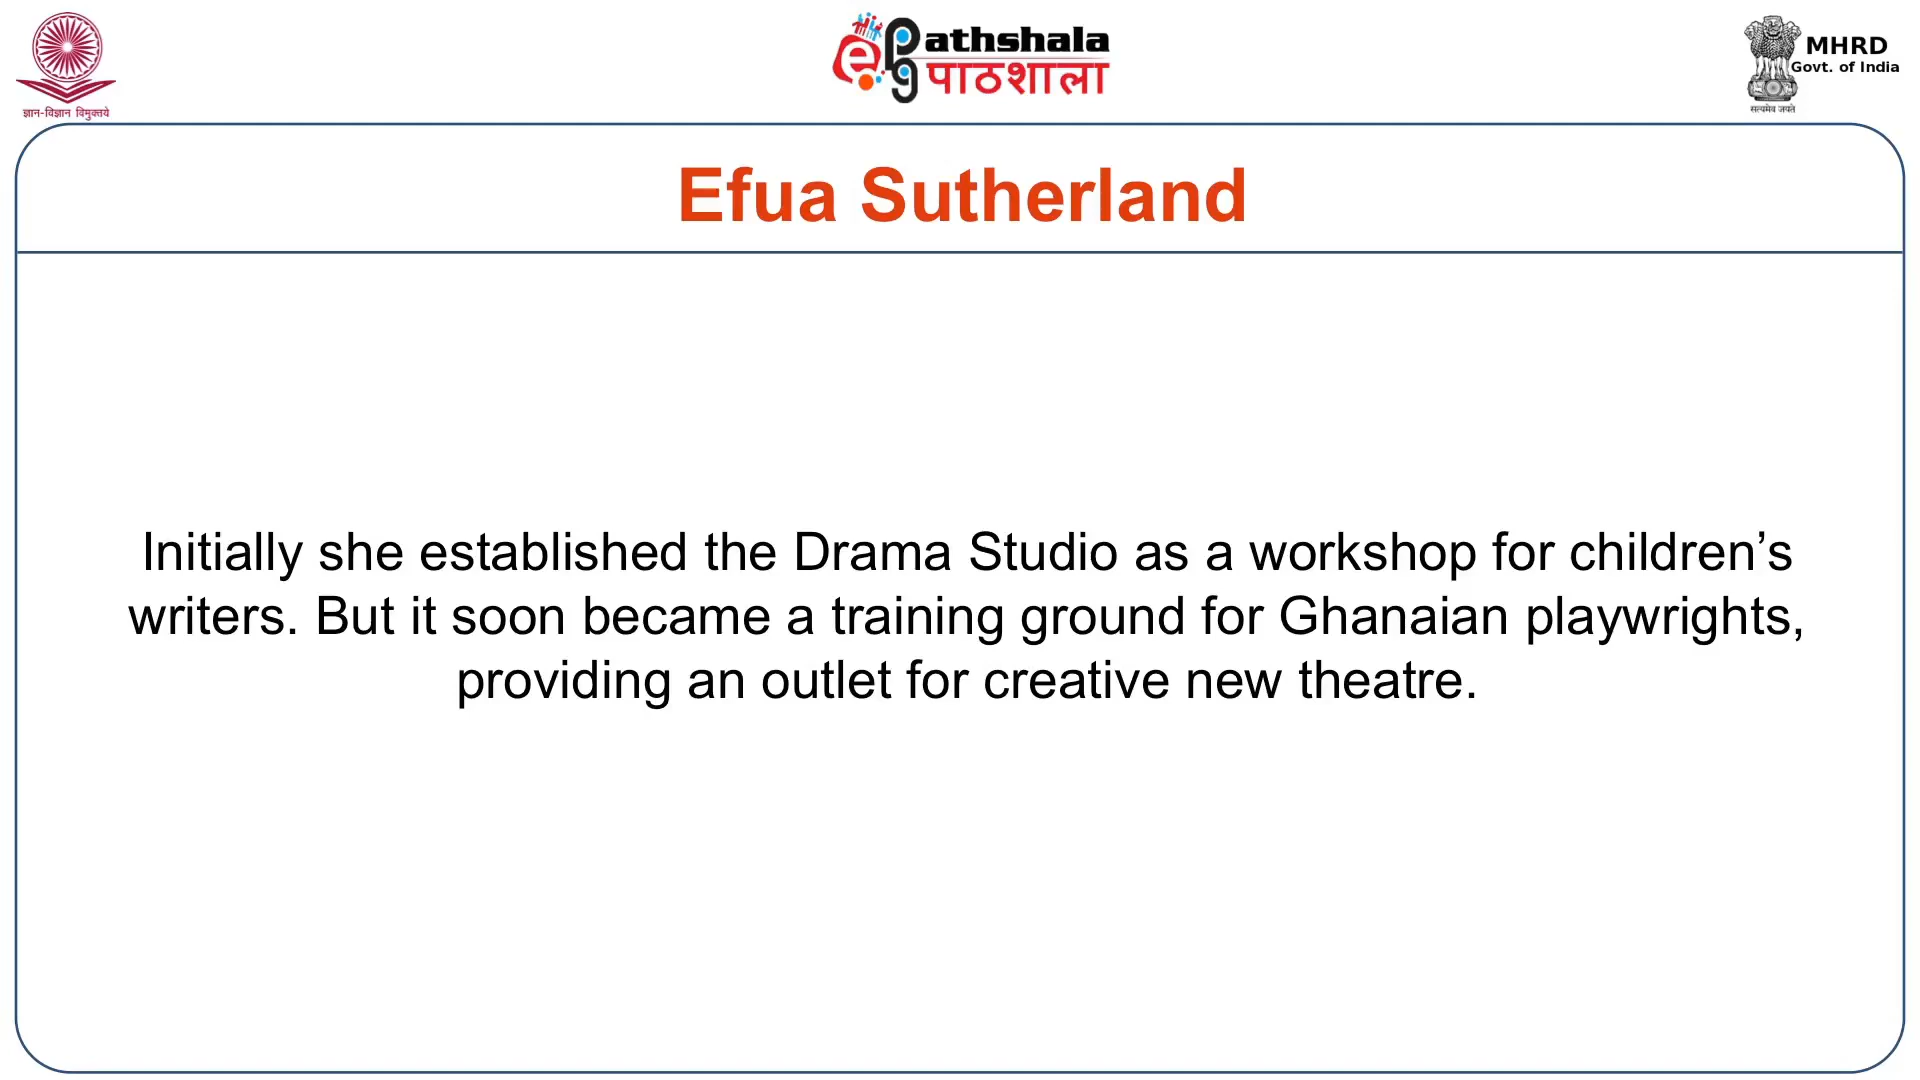 ज्ञान-विज्ञान विमुक्तये
ePathshala
पाठशाला
MHRD
Govt. of India
सत्यमेव जयते
Efua Sutherland
Initially she established the Drama Studio as a workshop for children’s
writers. But it soon became a training ground for Ghanaian playwrights,
providing an outlet for creative new theatre.